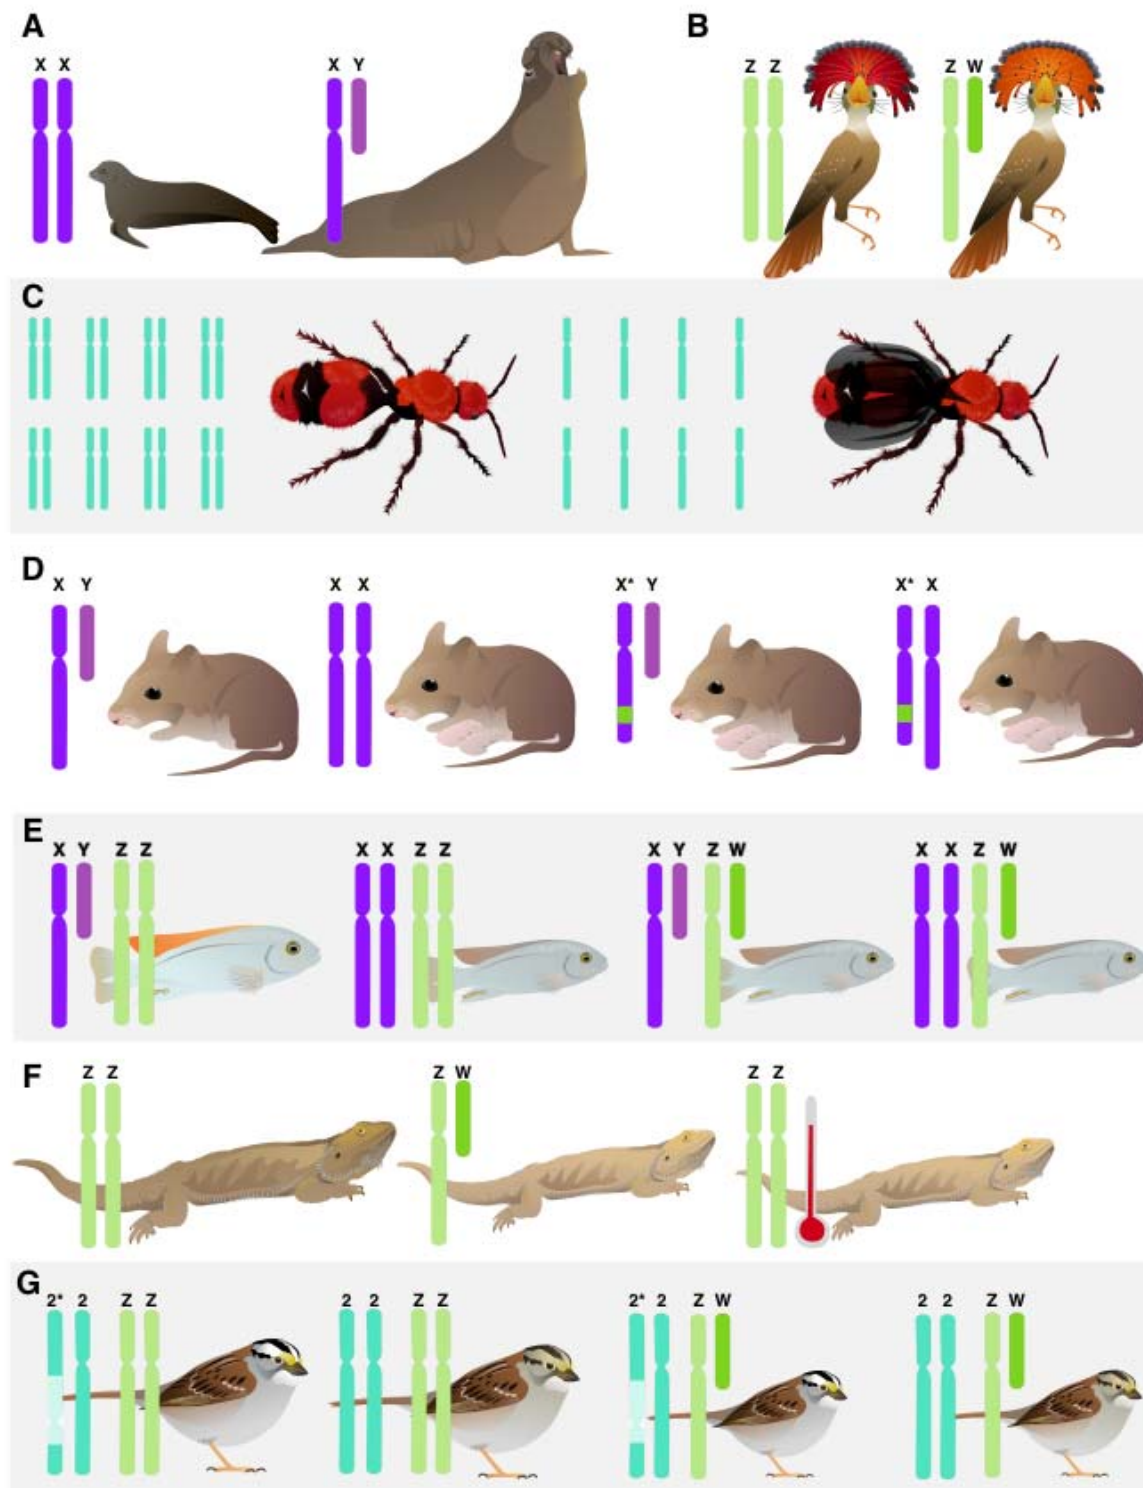 A
B
X X
X Y
Z Z
Z W
C
D
X Y
X X
X* Y
X* X
E
X Y Z Z
X X Z Z
X Y Z W
X X Z W
F
Z Z
Z W
Z Z
G
2* 2 Z Z
2 2 Z Z
2* 2 Z W
2 2 Z W